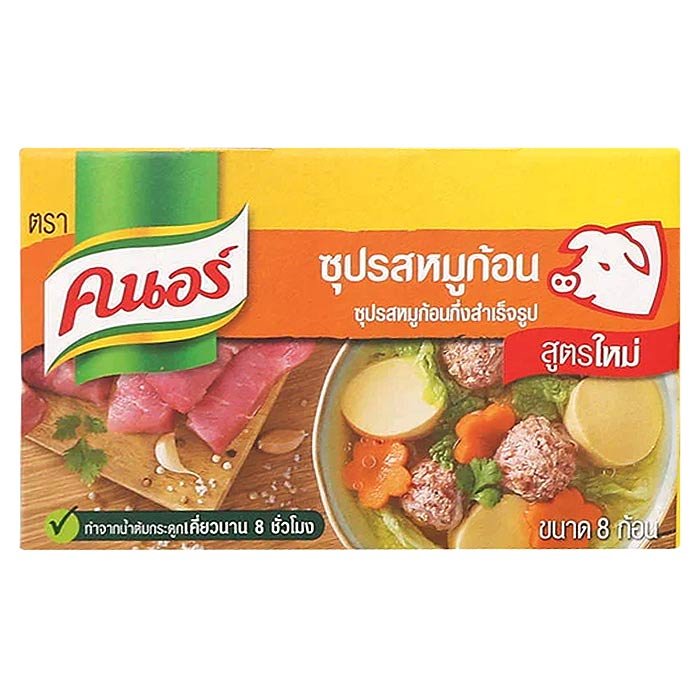 ตรา
คนอร์
ซุปรสหมูก้อน
ซุปรสหมูก้อนกึ่งสำเร็จรูป
สูตรใหม่
ทำจากน้ำต้มกระดูกเคี่ยวนาน 8 ชั่วโมง
ขนาด 8 ก้อน